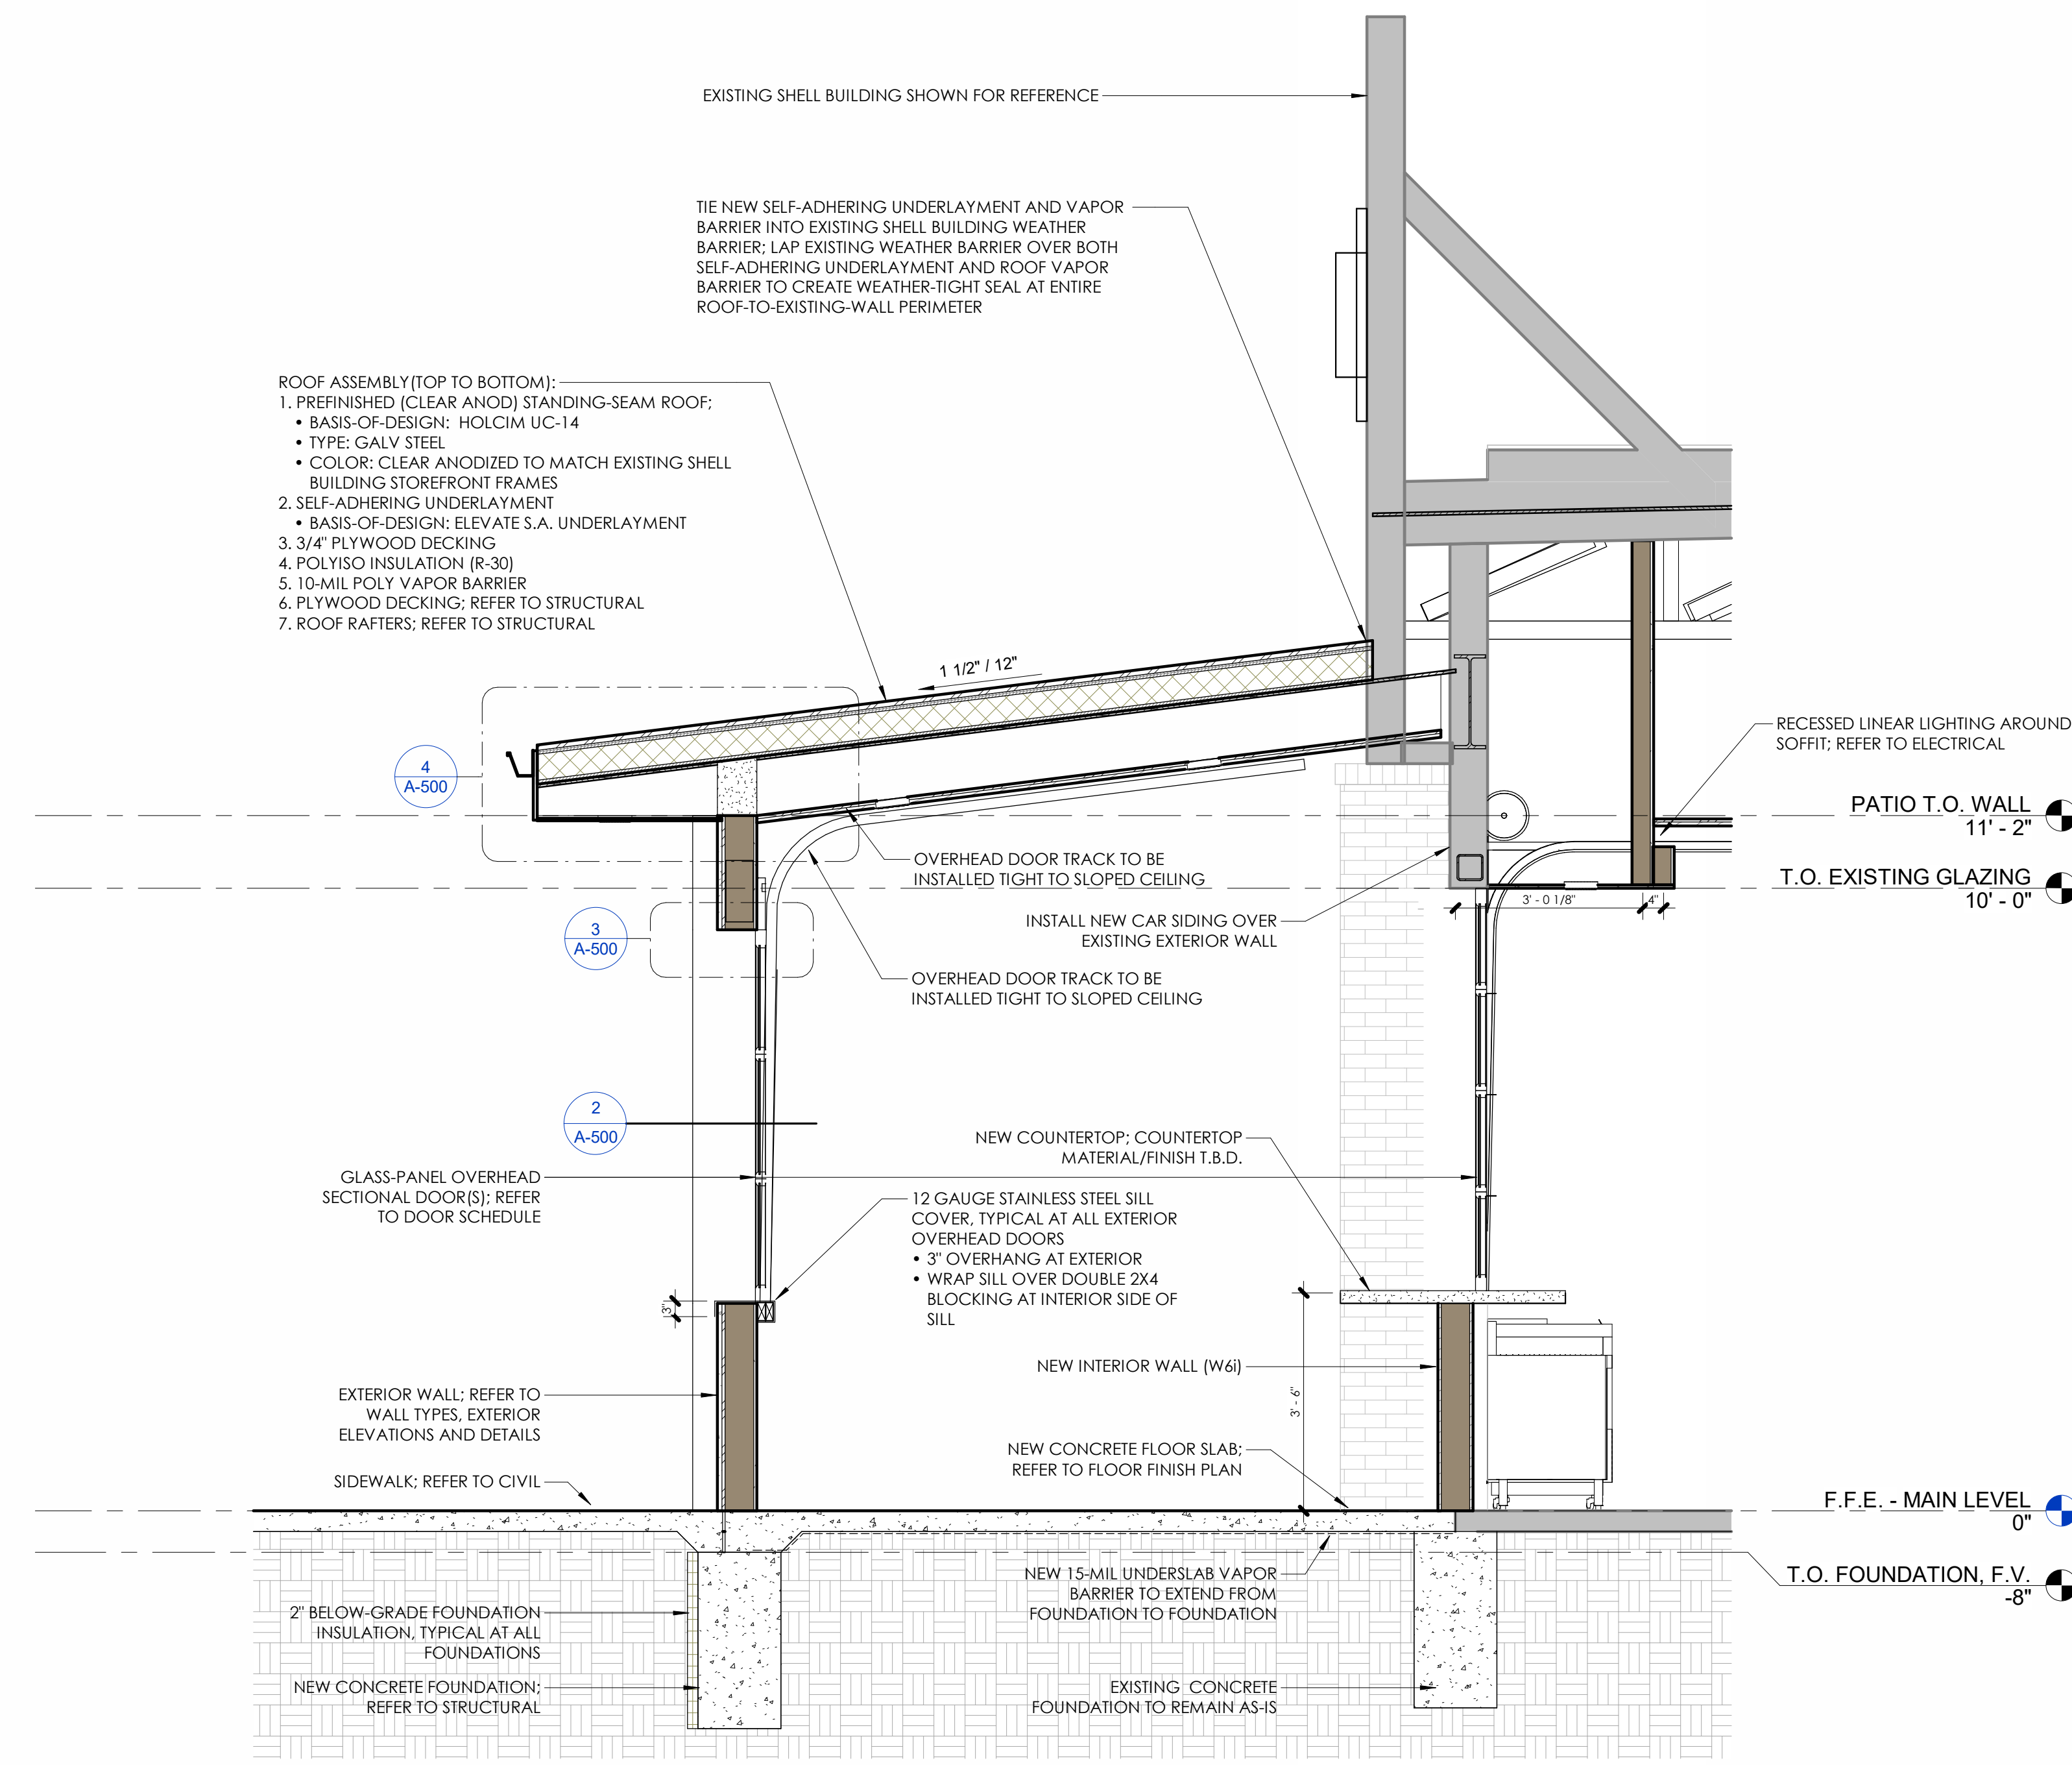 EXISTING SHELL BUILDING SHOWN FOR REFERENCE
TIE NEW SELF-ADHERING UNDERLAYMENT AND VAPOR
BARRIER INTO EXISTING SHELL BUILDING WEATHER
BARRIER; LAP EXISTING WEATHER BARRIER OVER BOTH
SELF-ADHERING UNDERLAYMENT AND ROOF VAPOR
BARRIER TO CREATE WEATHER-TIGHT SEAL AT ENTIRE
ROOF-TO-EXISTING-WALL PERIMETER
ROOF ASSEMBLY(TOP TO BOTTOM):
1. PREFINISHED (CLEAR ANOD) STANDING-SEAM ROOF;
• BASIS-OF-DESIGN: HOLCIM UC-14
• TYPE: GALV STEEL
• COLOR: CLEAR ANODIZED TO MATCH EXISTING SHELL
BUILDING STOREFRONT FRAMES
2. SELF-ADHERING UNDERLAYMENT
• BASIS-OF-DESIGN: ELEVATE S.A. UNDERLAYMENT
3. 3/4" PLYWOOD DECKING
4. POLYISO INSULATION (R-30)
5. 10-MIL POLY VAPOR BARRIER
6. PLYWOOD DECKING; REFER TO STRUCTURAL
7. ROOF RAFTERS; REFER TO STRUCTURAL
1 1/2" / 12"
RECESSED LINEAR LIGHTING AROUND
SOFFIT; REFER TO ELECTRICAL
4
A-500
PATIO T.O. WALL
11' - 2"
OVERHEAD DOOR TRACK TO BE
INSTALLED TIGHT TO SLOPED CEILING
T.O. EXISTING GLAZING
10' - 0"
3' - 0 1/8"
4"
INSTALL NEW CAR SIDING OVER
EXISTING EXTERIOR WALL
3
A-500
OVERHEAD DOOR TRACK TO BE
INSTALLED TIGHT TO SLOPED CEILING
2
A-500
NEW COUNTERTOP; COUNTERTOP
MATERIAL/FINISH T.B.D.
GLASS-PANEL OVERHEAD
SECTIONAL DOOR(S); REFER
TO DOOR SCHEDULE
12 GAUGE STAINLESS STEEL SILL
COVER, TYPICAL AT ALL EXTERIOR
OVERHEAD DOORS
• 3" OVERHANG AT EXTERIOR
• WRAP SILL OVER DOUBLE 2X4
BLOCKING AT INTERIOR SIDE OF
SILL
3"
NEW INTERIOR WALL (W6i)
3' - 6"
EXTERIOR WALL; REFER TO
WALL TYPES, EXTERIOR
ELEVATIONS AND DETAILS
NEW CONCRETE FLOOR SLAB;
REFER TO FLOOR FINISH PLAN
SIDEWALK; REFER TO CIVIL
F.F.E. - MAIN LEVEL
0"
NEW 15-MIL UNDERSLAB VAPOR
BARRIER TO EXTEND FROM
FOUNDATION TO FOUNDATION
T.O. FOUNDATION, F.V.
-8"
2" BELOW-GRADE FOUNDATION
INSULATION, TYPICAL AT ALL
FOUNDATIONS
NEW CONCRETE FOUNDATION;
REFER TO STRUCTURAL
EXISTING CONCRETE
FOUNDATION TO REMAIN AS-IS